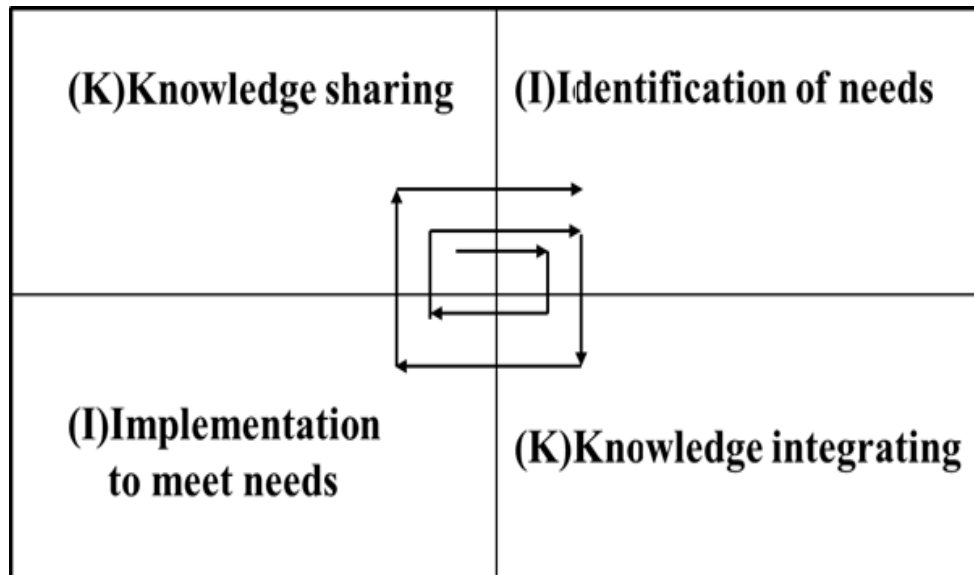 (K)Knowledge sharing
(I)Identification of needs
(I)Implementation
to meet needs
(K)Knowledge integrating